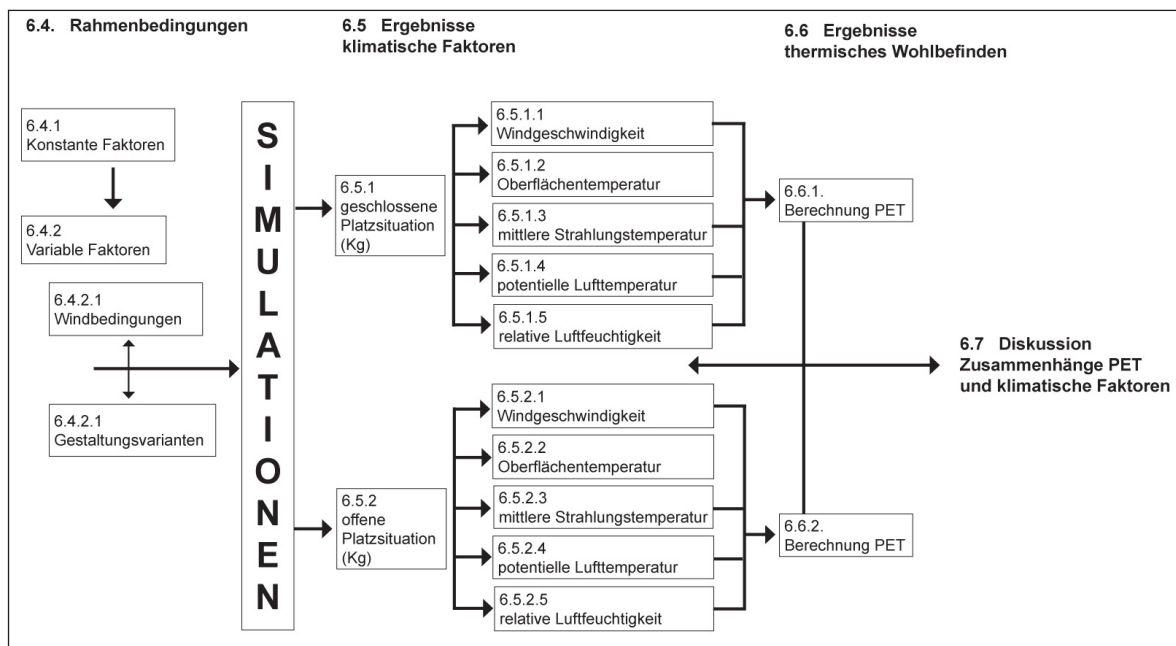 6.4. Rahmenbedingungen
6.5 Ergebnisse
klimatische Faktoren
6.6 Ergebnisse
thermisches Wohlbefinden
6.4.1
Konstante Faktoren
6.4.2
Variable Faktoren
6.4.2.1
Windbedingungen
6.4.2.1
Gestaltungsvarianten
SIMULATIONEN
6.5.1
geschlossene
Platzsituation
(Kg)
6.5.1.1
Windgeschwindigkeit
6.5.1.2
Oberflächentemperatur
6.5.1.3
mittlere Strahlungstemperatur
6.5.1.4
potentielle Lufttemperatur
6.5.1.5
relative Luftfeuchtigkeit
6.6.1.
Berechnung PET
6.7 Diskussion
Zusammenhänge PET
und klimatische Faktoren
6.5.2
offene
Platzsituation
(Kg)
6.5.2.1
Windgeschwindigkeit
6.5.2.2
Oberflächentemperatur
6.5.2.3
mittlere Strahlungstemperatur
6.5.2.4
potentielle Lufttemperatur
6.5.2.5
relative Luftfeuchtigkeit
6.6.2.
Berechnung PET